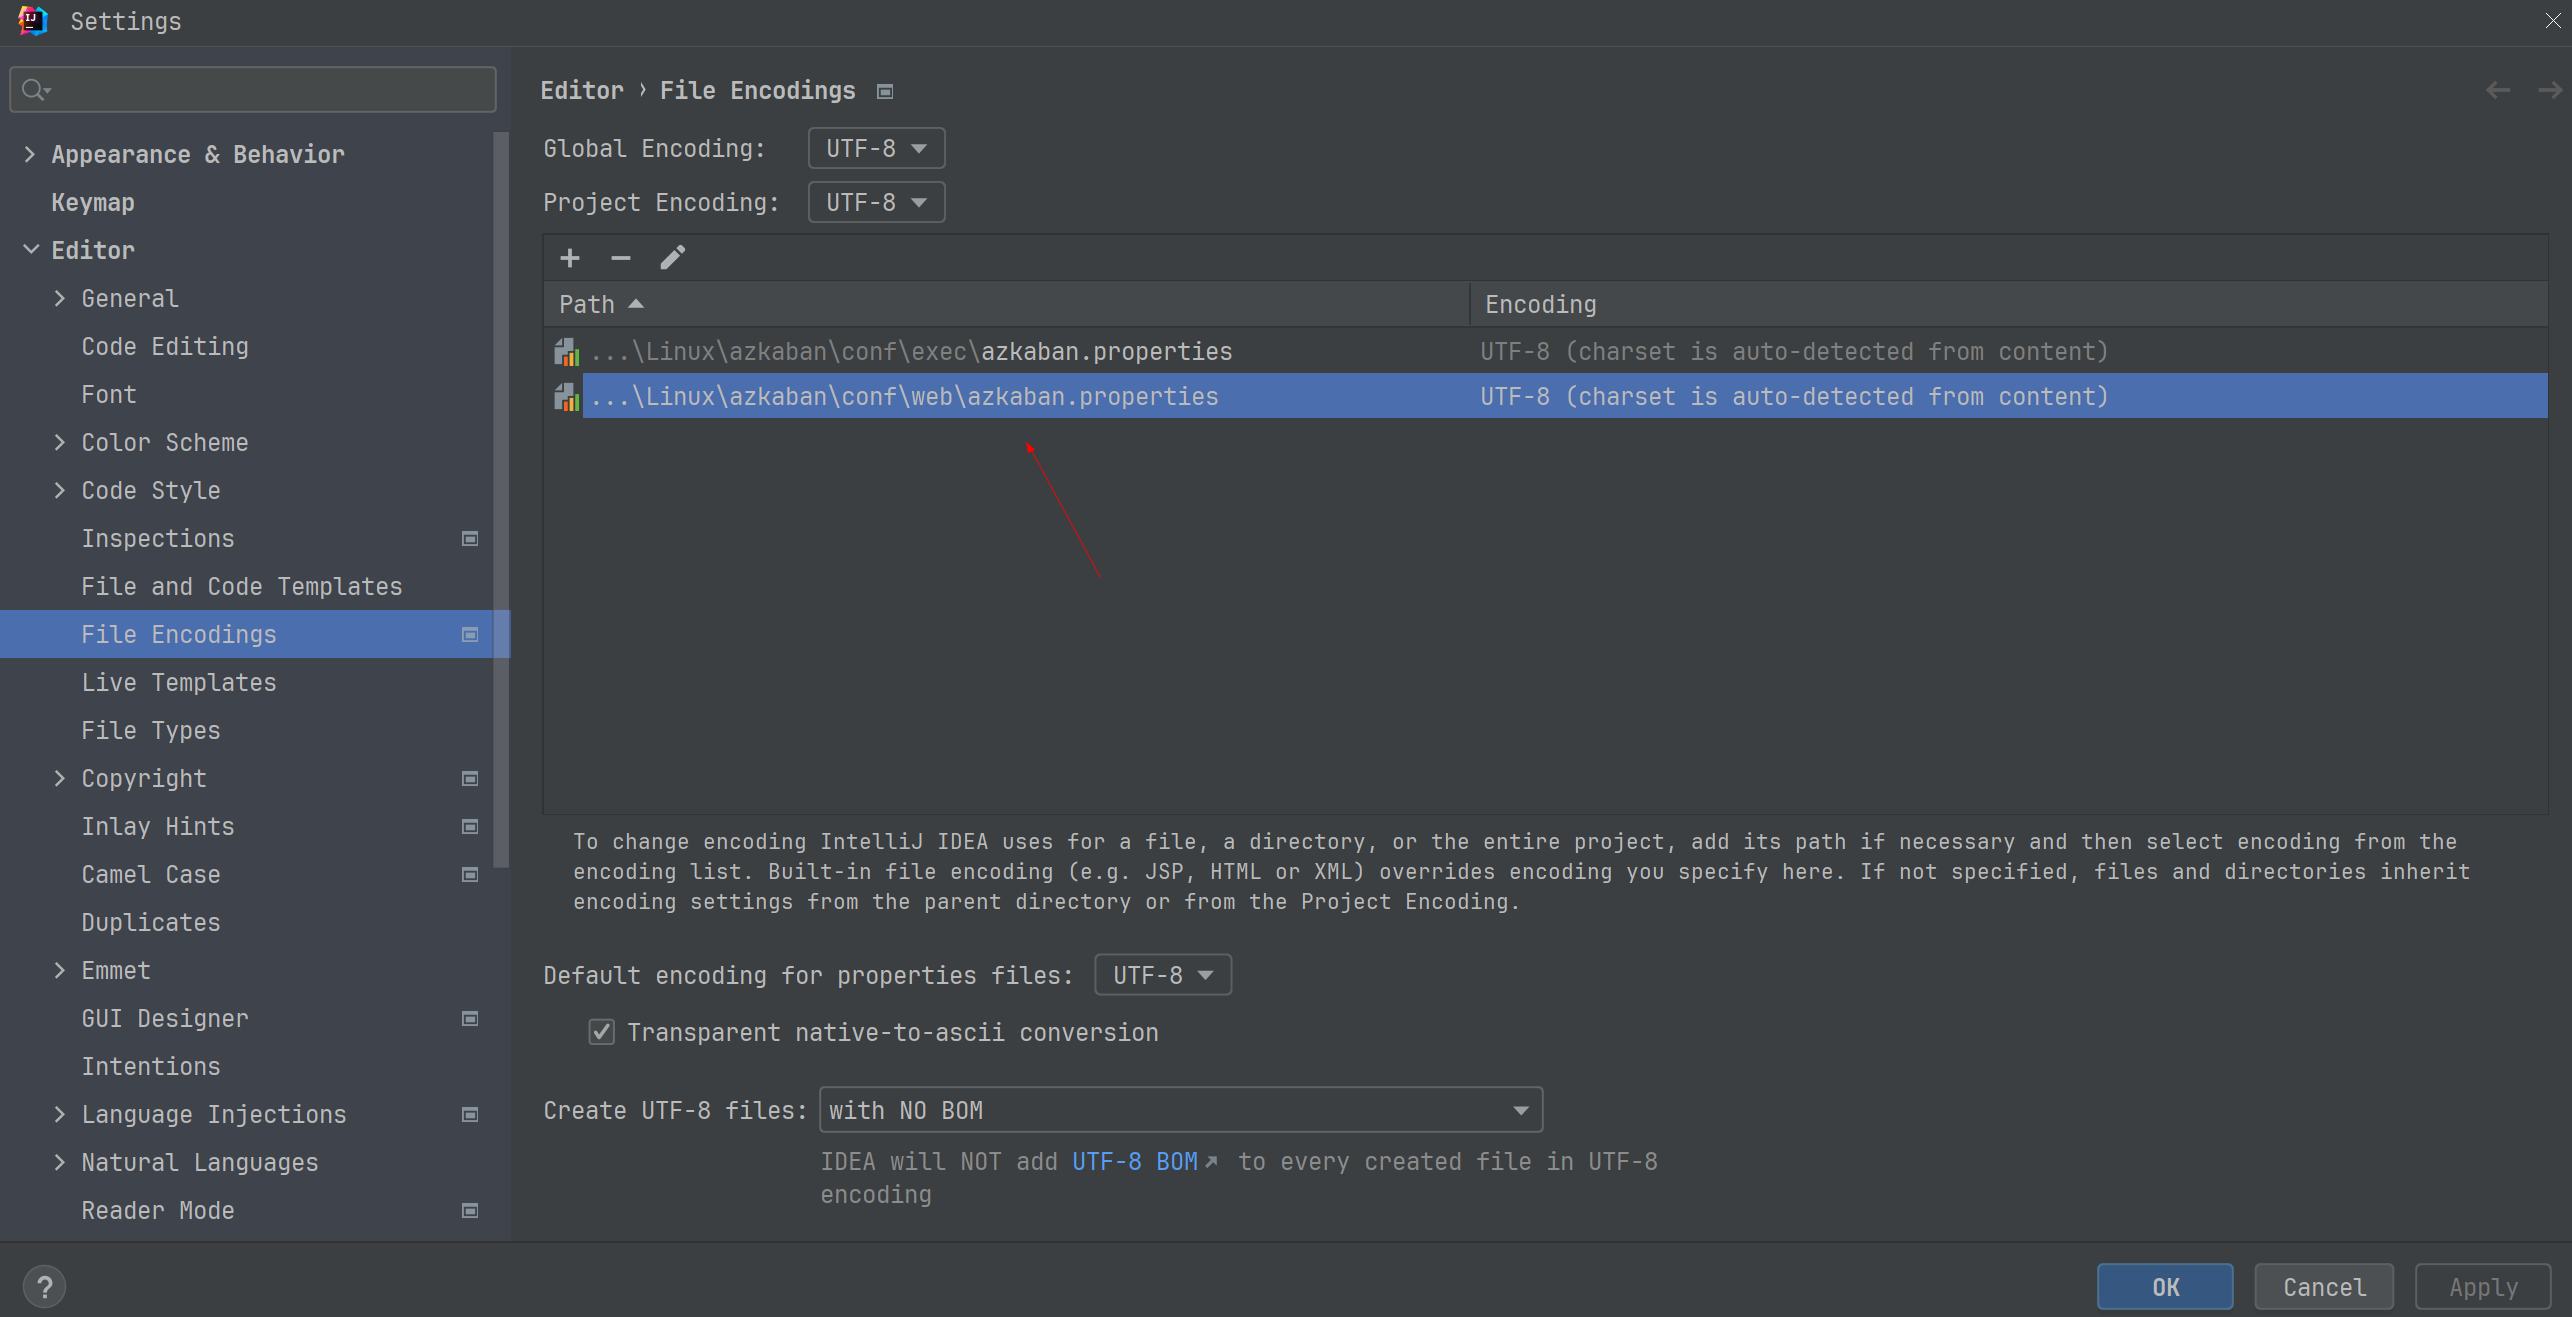 Settings
Appearance & Behavior
Keymap
Editor
General
Code Editing
Font
Color Scheme
Code Style
Inspections
File and Code Templates
File Encodings
Live Templates
File Types
Copyright
Inlay Hints
Camel Case
Duplicates
Emmet
GUI Designer
Intentions
Language Injections
Natural Languages
Reader Mode
Editor › File Encodings
Global Encoding: UTF-8
Project Encoding: UTF-8
Path Encoding
...\Linux\azkaban\conf\exec\azkaban.properties UTF-8 (charset is auto-detected from content)
...\Linux\azkaban\conf\web\azkaban.properties UTF-8 (charset is auto-detected from content)
To change encoding IntelliJ IDEA uses for a file, a directory, or the entire project, add its path if necessary and then select encoding from the
encoding list. Built-in file encoding (e.g. JSP, HTML or XML) overrides encoding you specify here. If not specified, files and directories inherit
encoding settings from the parent directory or from the Project Encoding.
Default encoding for properties files: UTF-8
Transparent native-to-ascii conversion
Create UTF-8 files: with NO BOM
IDEA will NOT add UTF-8 BOM to every created file in UTF-8
encoding
?
OK Cancel Apply